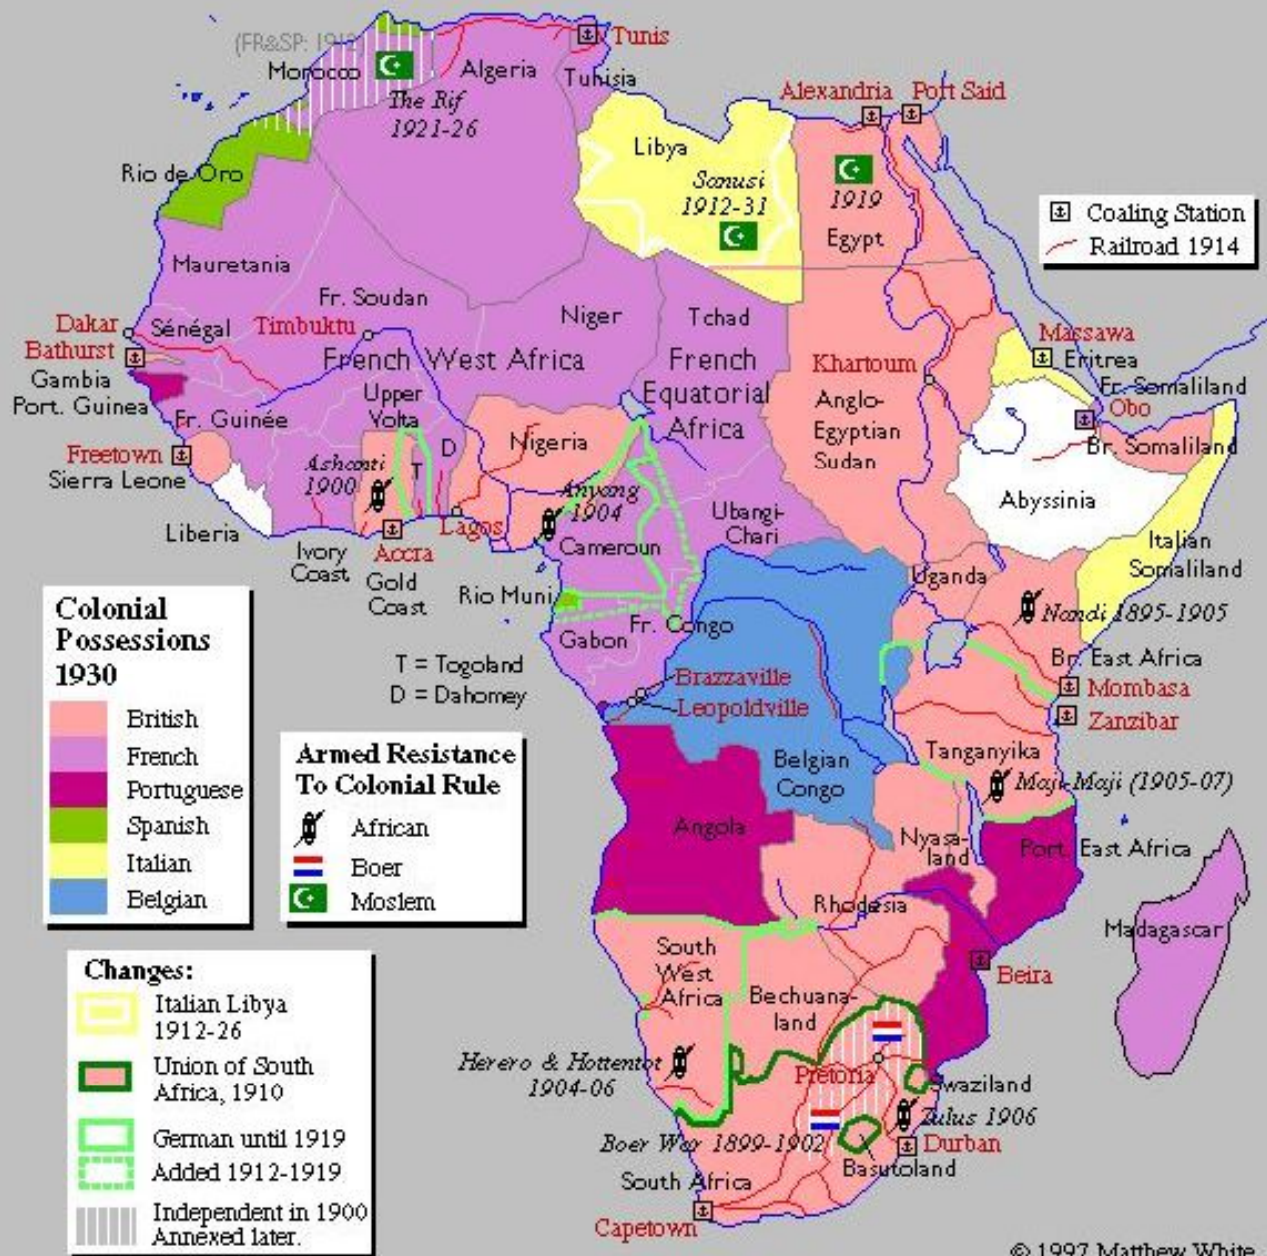 Tunis
(FR&SP: 1912)
Morocco
Algeria
Tunisia
The Rif
1921-26
Alexandria
Port Said
Rio de Oro
Libya
Sanusi
1912-31
1919
Egypt
Coaling Station
Railroad 1914
Mauretania
Fr. Soudan
Niger
Tchad
Dakar
Sénégal
Timbuktu
Bathurst
French West Africa
French
Equatorial
Africa
Khartoum
Massawa
Eritrea
Fr. Somaliland
Gambia
Port. Guinea
Upper
Volta
Obo
Anglo-
Egyptian
Sudan
Fr. Guinée
D
Nigeria
Br. Somaliland
Freetown
Sierra Leone
Ashanti
1900
T
Anyang
1904
Abyssinia
Liberia
Lagos
Ubangi-
Chari
Ivory
Coast
Accra
Cameroun
Italian
Somaliland
Gold
Coast
Rio Muni
Uganda
Nandi 1895-1905
Gabon
Fr. Congo
Br. East Africa
T = Togoland
D = Dahomey
Brazzaville
Leopoldville
Mombasa
Zanzibar
Colonial
Possessions
1930
British
French
Portuguese
Spanish
Italian
Belgian
Armed Resistance
To Colonial Rule
African
Boer
Moslem
Belgian
Congo
Tanganyika
Maji-Maji (1905-07)
Angola
Nyasa-
land
Port. East Africa
Rhodesia
Madagascar
South
West
Africa
Bechuana-
land
Beira
Changes:
Italian Libya
1912-26
Union of South
Africa, 1910
German until 1919
Added 1912-1919
Independent in 1900
Annexed later.
Herero & Hottentot
1904-06
Pretoria
Swaziland
Zulus 1906
Boer War 1899-1902
Durban
Basutoland
South Africa
Capetown
© 1997 Matthew White